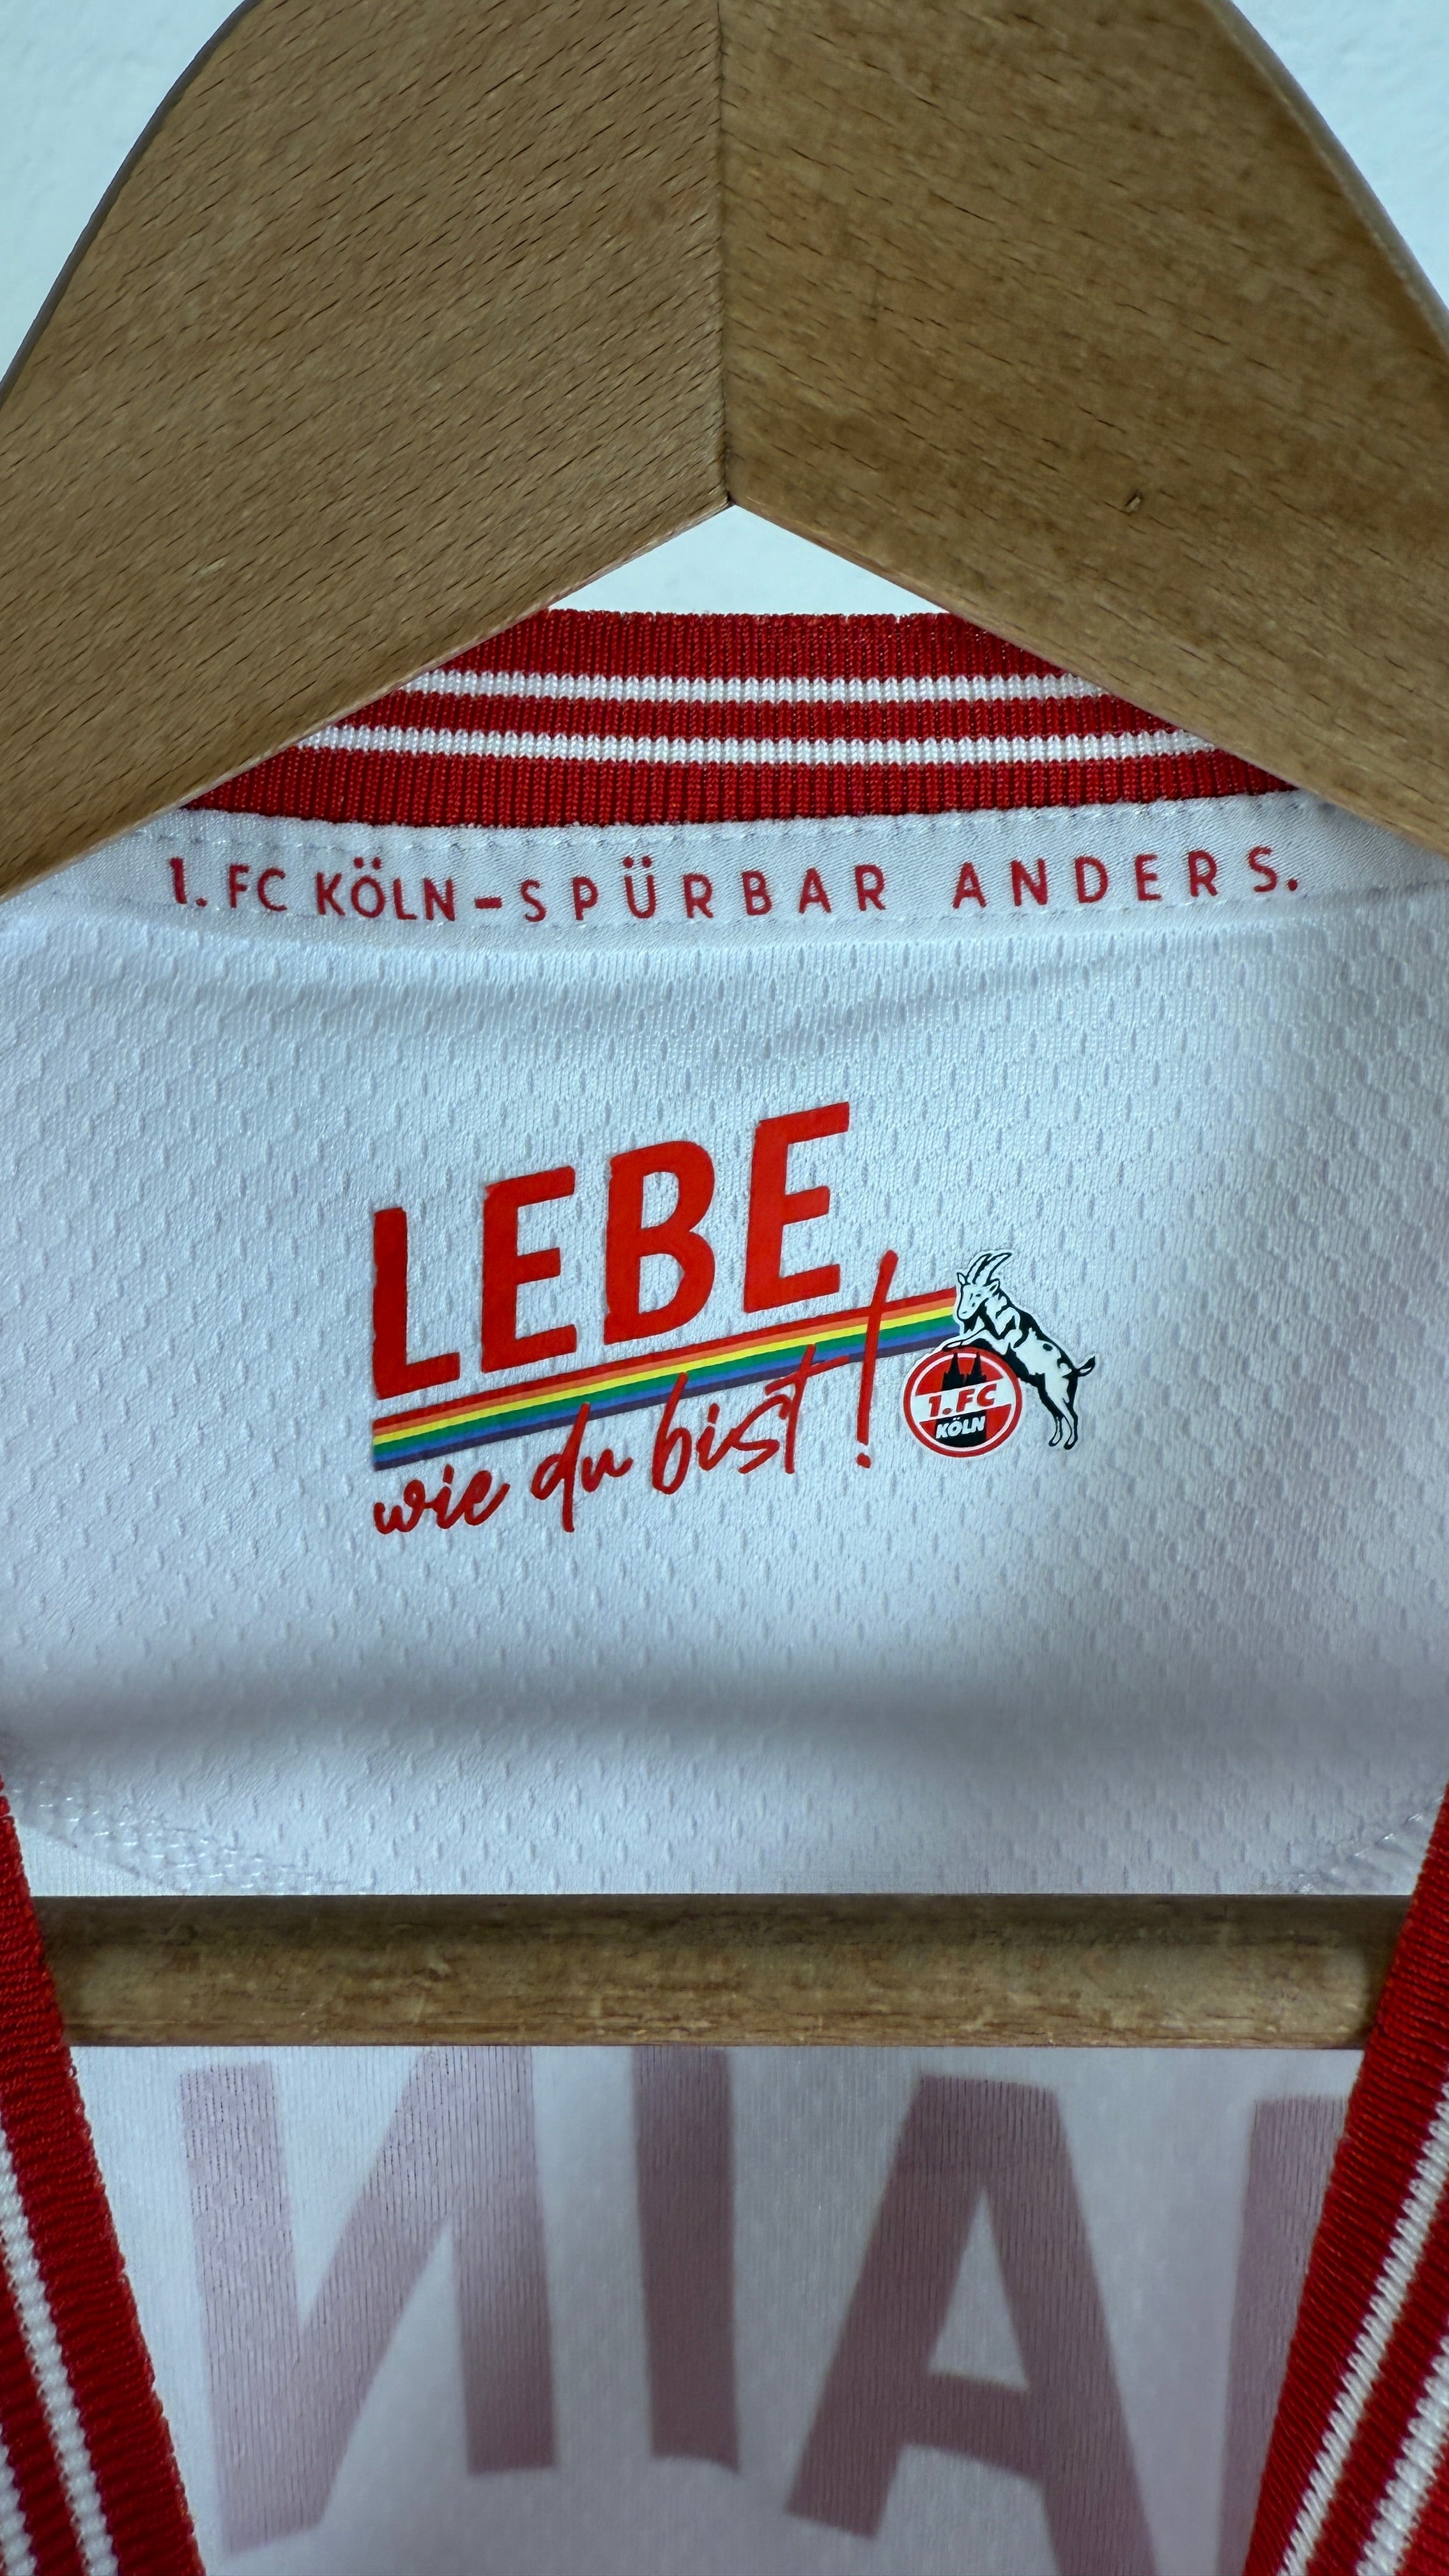 1. FC KÖLN – SPÜRBAR ANDERS.
LEBE
wie du bist!
1. FC
KÖLN